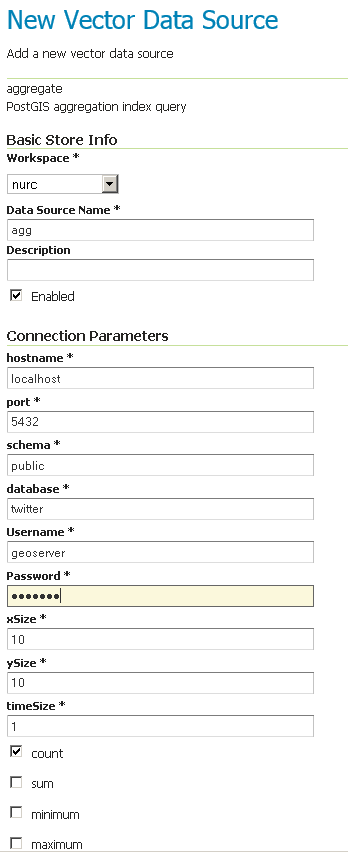 New Vector Data Source
Add a new vector data source
aggregate
PostGIS aggregation index query
Basic Store Info
Workspace *
nurc
Data Source Name *
agg
Description
Enabled
Connection Parameters
hostname *
localhost
port *
5432
schema *
public
database *
twitter
Username *
geoserver
Password *
●●●●●●●
xSize *
10
ySize *
10
timeSize *
1
count
sum
minimum
maximum